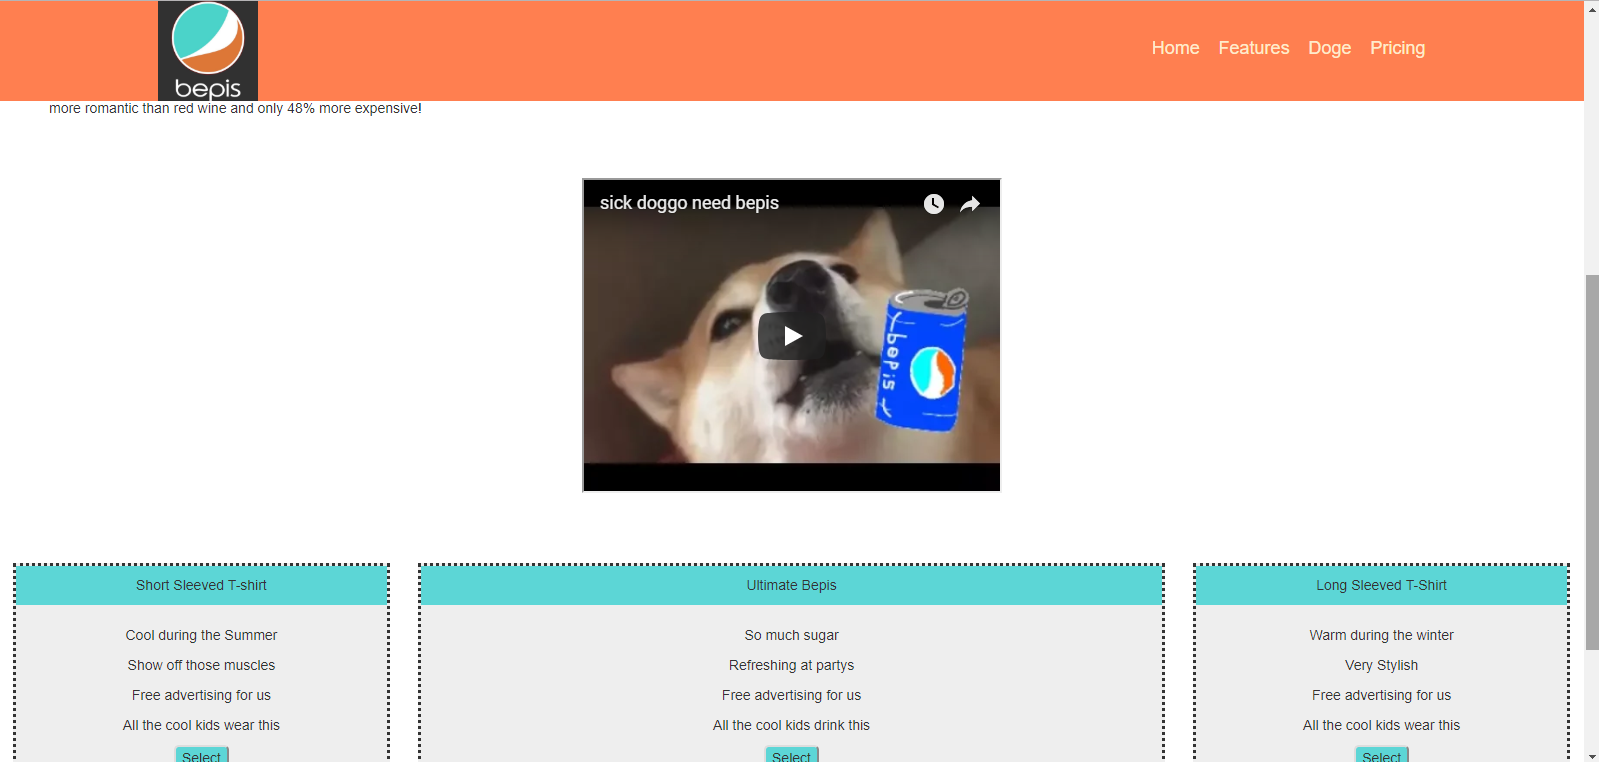 bepis
Home Features Doge Pricing
more romantic than red wine and only 48% more expensive!
sick doggo need bepis
bepis
Short Sleeved T-shirt
Cool during the Summer
Show off those muscles
Free advertising for us
All the cool kids wear this
Select
Ultimate Bepis
So much sugar
Refreshing at partys
Free advertising for us
All the cool kids drink this
Select
Long Sleeved T-Shirt
Warm during the winter
Very Stylish
Free advertising for us
All the cool kids wear this
Select